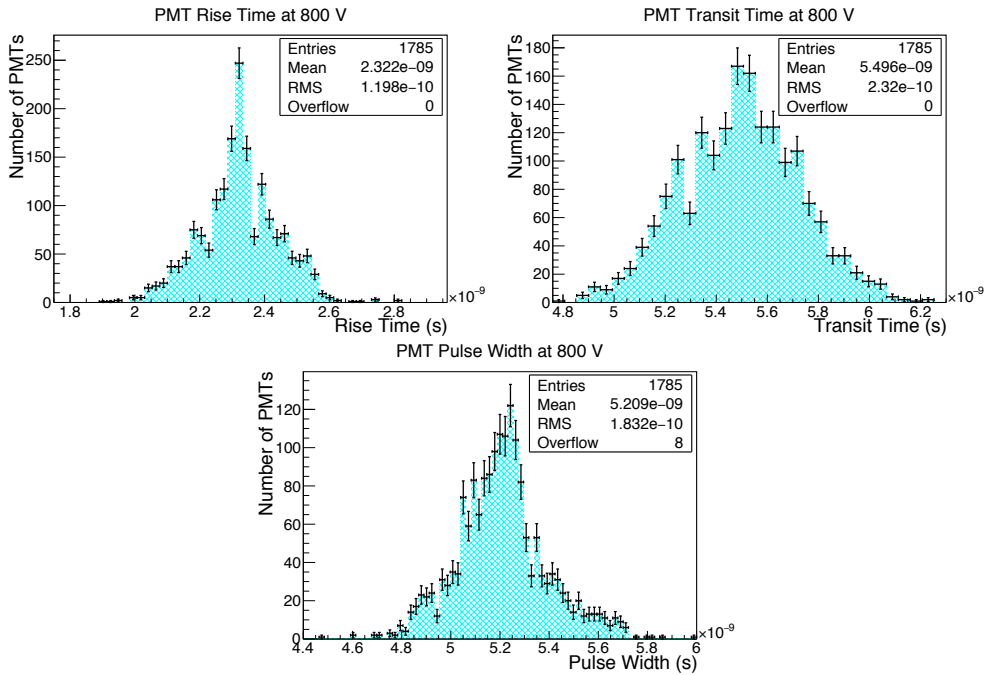 PMT Rise Time at 800 V
Number of PMTs
250
200
150
100
50
0
Entries 1785
Mean 2.322e−09
RMS 1.198e−10
Overflow 0
1.8 2 2.2 2.4 2.6 2.8
×10−9
Rise Time (s)
PMT Transit Time at 800 V
Number of PMTs
180
160
140
120
100
80
60
40
20
0
Entries 1785
Mean 5.496e−09
RMS 2.32e−10
Overflow 0
4.8 5 5.2 5.4 5.6 5.8 6 6.2
×10−9
Transit Time (s)
PMT Pulse Width at 800 V
Number of PMTs
120
100
80
60
40
20
0
Entries 1785
Mean 5.209e−09
RMS 1.832e−10
Overflow 8
4.4 4.6 4.8 5 5.2 5.4 5.6 5.8 6
×10−9
Pulse Width (s)